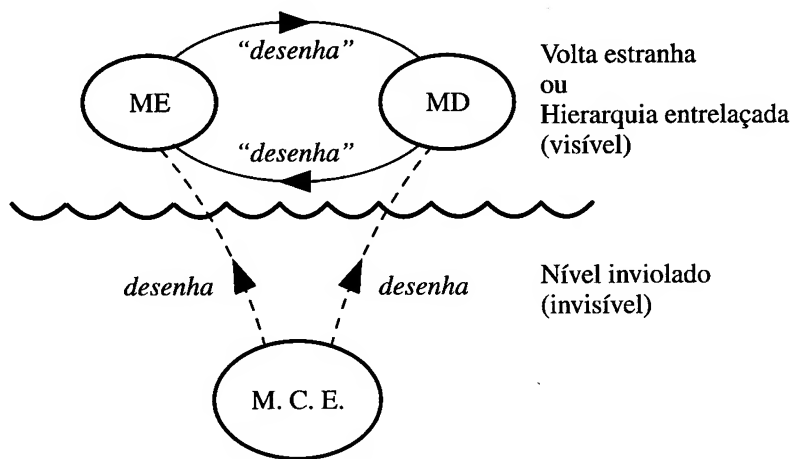 “desenha”
ME
MD
“desenha”
Volta estranha
ou
Hierarquia entrelaçada
(visível)
desenha
desenha
Nível inviolado
(invisível)
M. C. E.